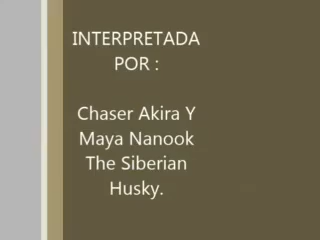 INTERPRETADA
POR :
Chaser Akira Y
Maya Nanook
The Siberian
Husky.